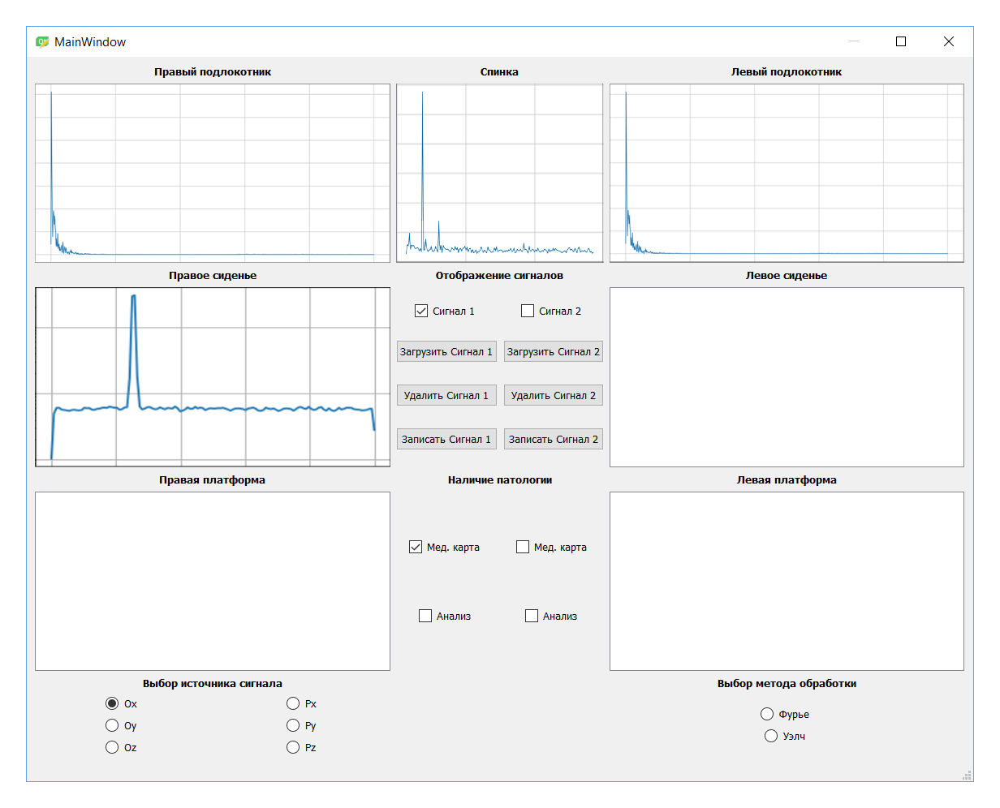 MainWindow
Правый подлокотник
Спинка
Левый подлокотник
Правое сиденье
Отображение сигналов
Левое сиденье
Сигнал 1
Сигнал 2
Загрузить Сигнал 1
Загрузить Сигнал 2
Удалить Сигнал 1
Удалить Сигнал 2
Записать Сигнал 1
Записать Сигнал 2
Правая платформа
Наличие патологии
Левая платформа
Мед. карта
Мед. карта
Анализ
Анализ
Выбор источника сигнала
Выбор метода обработки
Ox
Px
Фурье
Oy
Py
Уэлч
Oz
Pz